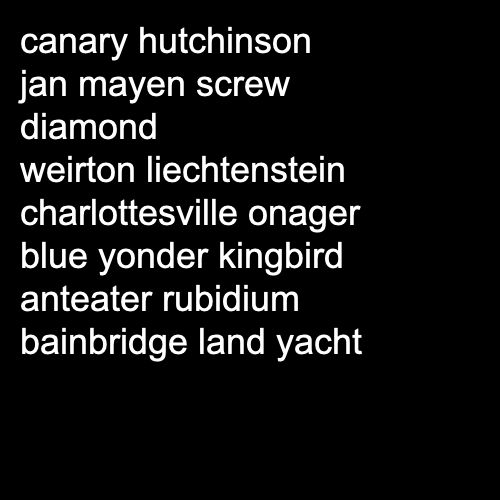 canary hutchinson
jan mayen screw
diamond
weirton liechtenstein
charlottesville onager
blue yonder kingbird
anteater rubidium
bainbridge land yacht